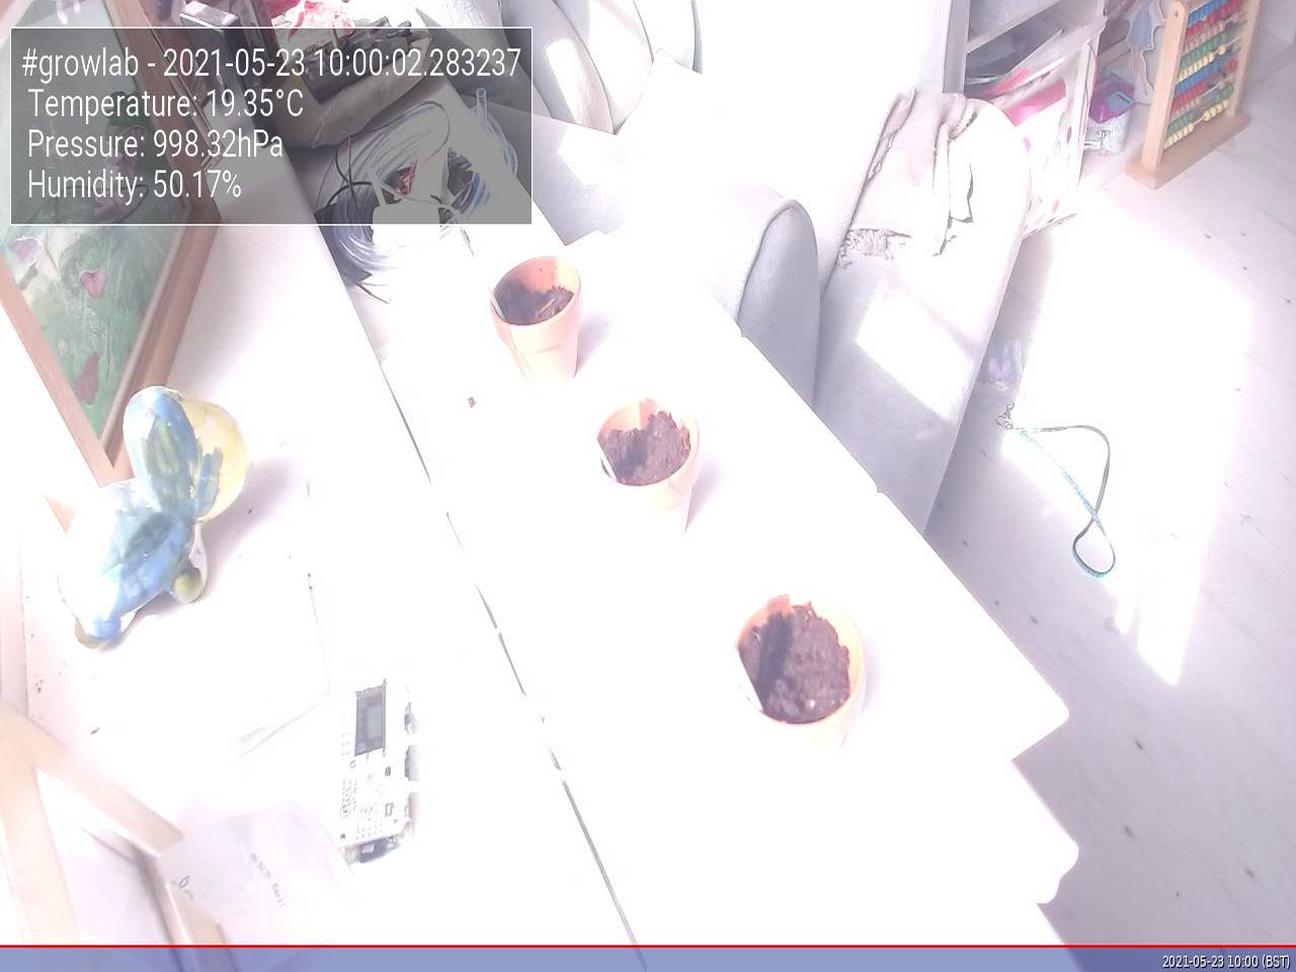 #growlab - 2021-05-23 10:00:02.283237
Temperature: 19.35°C
Pressure: 998.32hPa
Humidity: 50.17%
2021-05-23 10:00 (BST)